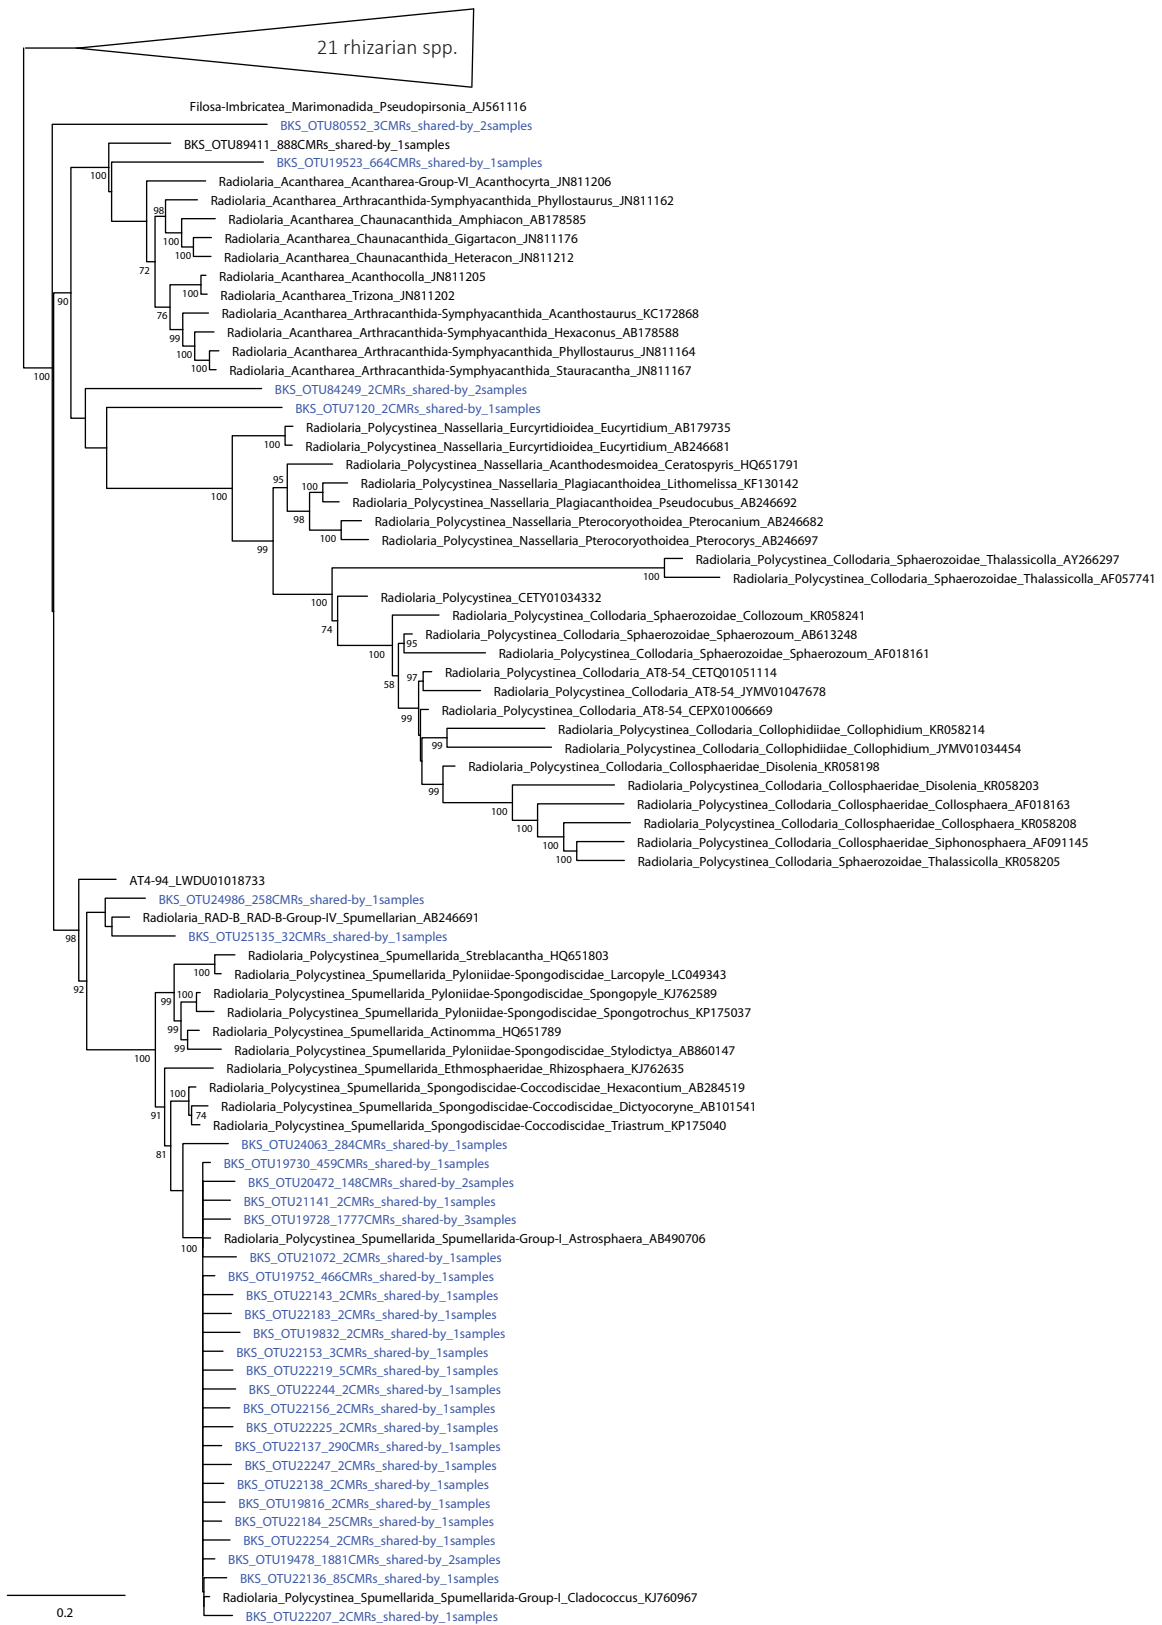 21 rhizarian spp.
Filosa-Imbricatea_Marimonadida_Pseudopirsonia_AJ561116
BKS_OTU80552_3CMRs_shared-by_2samples
BKS_OTU89411_888CMRs_shared-by_1samples
BKS_OTU19523_664CMRs_shared-by_1samples
100
Radiolaria_Acantharea_Acantharea-Group-VI_Acanthocyrta_JN811206
Radiolaria_Acantharea_Arthracanthida-Symphyacanthida_Phyllostaurus_JN811162
98
Radiolaria_Acantharea_Chaunacanthida_Amphiacon_AB178585
Radiolaria_Acantharea_Chaunacanthida_Gigartacon_JN811176
100
100
Radiolaria_Acantharea_Chaunacanthida_Heteracon_JN811212
72
Radiolaria_Acantharea_Acanthocolla_JN811205
100
Radiolaria_Acantharea_Trizona_JN811202
90
76
Radiolaria_Acantharea_Arthracanthida-Symphyacanthida_Acanthostaurus_KC172868
Radiolaria_Acantharea_Arthracanthida-Symphyacanthida_Hexaconus_AB178588
99
100
Radiolaria_Acantharea_Arthracanthida-Symphyacanthida_Phyllostaurus_JN811164
100
Radiolaria_Acantharea_Arthracanthida-Symphyacanthida_Stauracantha_JN811167
100
BKS_OTU84249_2CMRs_shared-by_2samples
BKS_OTU7120_2CMRs_shared-by_1samples
Radiolaria_Polycystinea_Nassellaria_Eurcyrtidioidea_Eucyrtidium_AB179735
100
Radiolaria_Polycystinea_Nassellaria_Eurcyrtidioidea_Eucyrtidium_AB246681
Radiolaria_Polycystinea_Nassellaria_Acanthodesmoidea_Ceratospyris_HQ651791
95
100
Radiolaria_Polycystinea_Nassellaria_Plagiacanthoidea_Lithomelissa_KF130142
100
Radiolaria_Polycystinea_Nassellaria_Plagiacanthoidea_Pseudocubus_AB246692
98
Radiolaria_Polycystinea_Nassellaria_Pterocoryothoidea_Pterocanium_AB246682
100
Radiolaria_Polycystinea_Nassellaria_Pterocoryothoidea_Pterocorys_AB246697
99
Radiolaria_Polycystinea_Collodaria_Sphaerozoidae_Thalassicolla_AY266297
100
Radiolaria_Polycystinea_Collodaria_Sphaerozoidae_Thalassicolla_AF057741
100
Radiolaria_Polycystinea_CETY01034332
Radiolaria_Polycystinea_Collodaria_Sphaerozoidae_Collozoum_KR058241
74
Radiolaria_Polycystinea_Collodaria_Sphaerozoidae_Sphaerozoum_AB613248
95
100
Radiolaria_Polycystinea_Collodaria_Sphaerozoidae_Sphaerozoum_AF018161
Radiolaria_Polycystinea_Collodaria_AT8-54_CETQ01051114
97
58
Radiolaria_Polycystinea_Collodaria_AT8-54_JYMV01047678
Radiolaria_Polycystinea_Collodaria_AT8-54_CEPX01006669
99
Radiolaria_Polycystinea_Collodaria_Collophidiidae_Collophidium_KR058214
99
Radiolaria_Polycystinea_Collodaria_Collophidiidae_Collophidium_JYMV01034454
Radiolaria_Polycystinea_Collodaria_Collosphaeridae_Disolenia_KR058198
99
Radiolaria_Polycystinea_Collodaria_Collosphaeridae_Disolenia_KR058203
100
Radiolaria_Polycystinea_Collodaria_Collosphaeridae_Collosphaera_AF018163
100
Radiolaria_Polycystinea_Collodaria_Collosphaeridae_Collosphaera_KR058208
100
Radiolaria_Polycystinea_Collodaria_Collosphaeridae_Siphonosphaera_AF091145
100
Radiolaria_Polycystinea_Collodaria_Sphaerozoidae_Thalassicolla_KR058205
AT4-94_LWDU01018733
BKS_OTU24986_258CMRs_shared-by_1samples
Radiolaria_RAD-B_RAD-B-Group-IV_Spumellarian_AB246691
98
BKS_OTU25135_32CMRs_shared-by_1samples
Radiolaria_Polycystinea_Spumellarida_Streblacantha_HQ651803
100
Radiolaria_Polycystinea_Spumellarida_Pyloniidae-Spongodiscidae_Larcopyle_LC049343
92
100
Radiolaria_Polycystinea_Spumellarida_Pyloniidae-Spongodiscidae_Spongopyle_KJ762589
99
Radiolaria_Polycystinea_Spumellarida_Pyloniidae-Spongodiscidae_Spongotrochus_KP175037
99
Radiolaria_Polycystinea_Spumellarida_Actinomma_HQ651789
99
Radiolaria_Polycystinea_Spumellarida_Pyloniidae-Spongodiscidae_Stylodictya_AB860147
100
Radiolaria_Polycystinea_Spumellarida_Ethmosphaeridae_Rhizosphaera_KJ762635
100
Radiolaria_Polycystinea_Spumellarida_Spongodiscidae-Coccodiscidae_Hexacontium_AB284519
Radiolaria_Polycystinea_Spumellarida_Spongodiscidae-Coccodiscidae_Dictyocoryne_AB101541
91
74
Radiolaria_Polycystinea_Spumellarida_Spongodiscidae-Coccodiscidae_Triastrum_KP175040
BKS_OTU24063_284CMRs_shared-by_1samples
81
BKS_OTU19730_459CMRs_shared-by_1samples
BKS_OTU20472_148CMRs_shared-by_2samples
BKS_OTU21141_2CMRs_shared-by_1samples
BKS_OTU19728_1777CMRs_shared-by_3samples
Radiolaria_Polycystinea_Spumellarida_Spumellarida-Group-I_Astrosphaera_AB490706
100
BKS_OTU21072_2CMRs_shared-by_1samples
BKS_OTU19752_466CMRs_shared-by_1samples
BKS_OTU22143_2CMRs_shared-by_1samples
BKS_OTU22183_2CMRs_shared-by_1samples
BKS_OTU19832_2CMRs_shared-by_1samples
BKS_OTU22153_3CMRs_shared-by_1samples
BKS_OTU22219_5CMRs_shared-by_1samples
BKS_OTU22244_2CMRs_shared-by_1samples
BKS_OTU22156_2CMRs_shared-by_1samples
BKS_OTU22225_2CMRs_shared-by_1samples
BKS_OTU22137_290CMRs_shared-by_1samples
BKS_OTU22247_2CMRs_shared-by_1samples
BKS_OTU22138_2CMRs_shared-by_1samples
BKS_OTU19816_2CMRs_shared-by_1samples
BKS_OTU22184_25CMRs_shared-by_1samples
BKS_OTU22254_2CMRs_shared-by_1samples
BKS_OTU19478_1881CMRs_shared-by_2samples
BKS_OTU22136_85CMRs_shared-by_1samples
Radiolaria_Polycystinea_Spumellarida_Spumellarida-Group-I_Cladococcus_KJ760967
0.2
BKS_OTU22207_2CMRs_shared-by_1samples